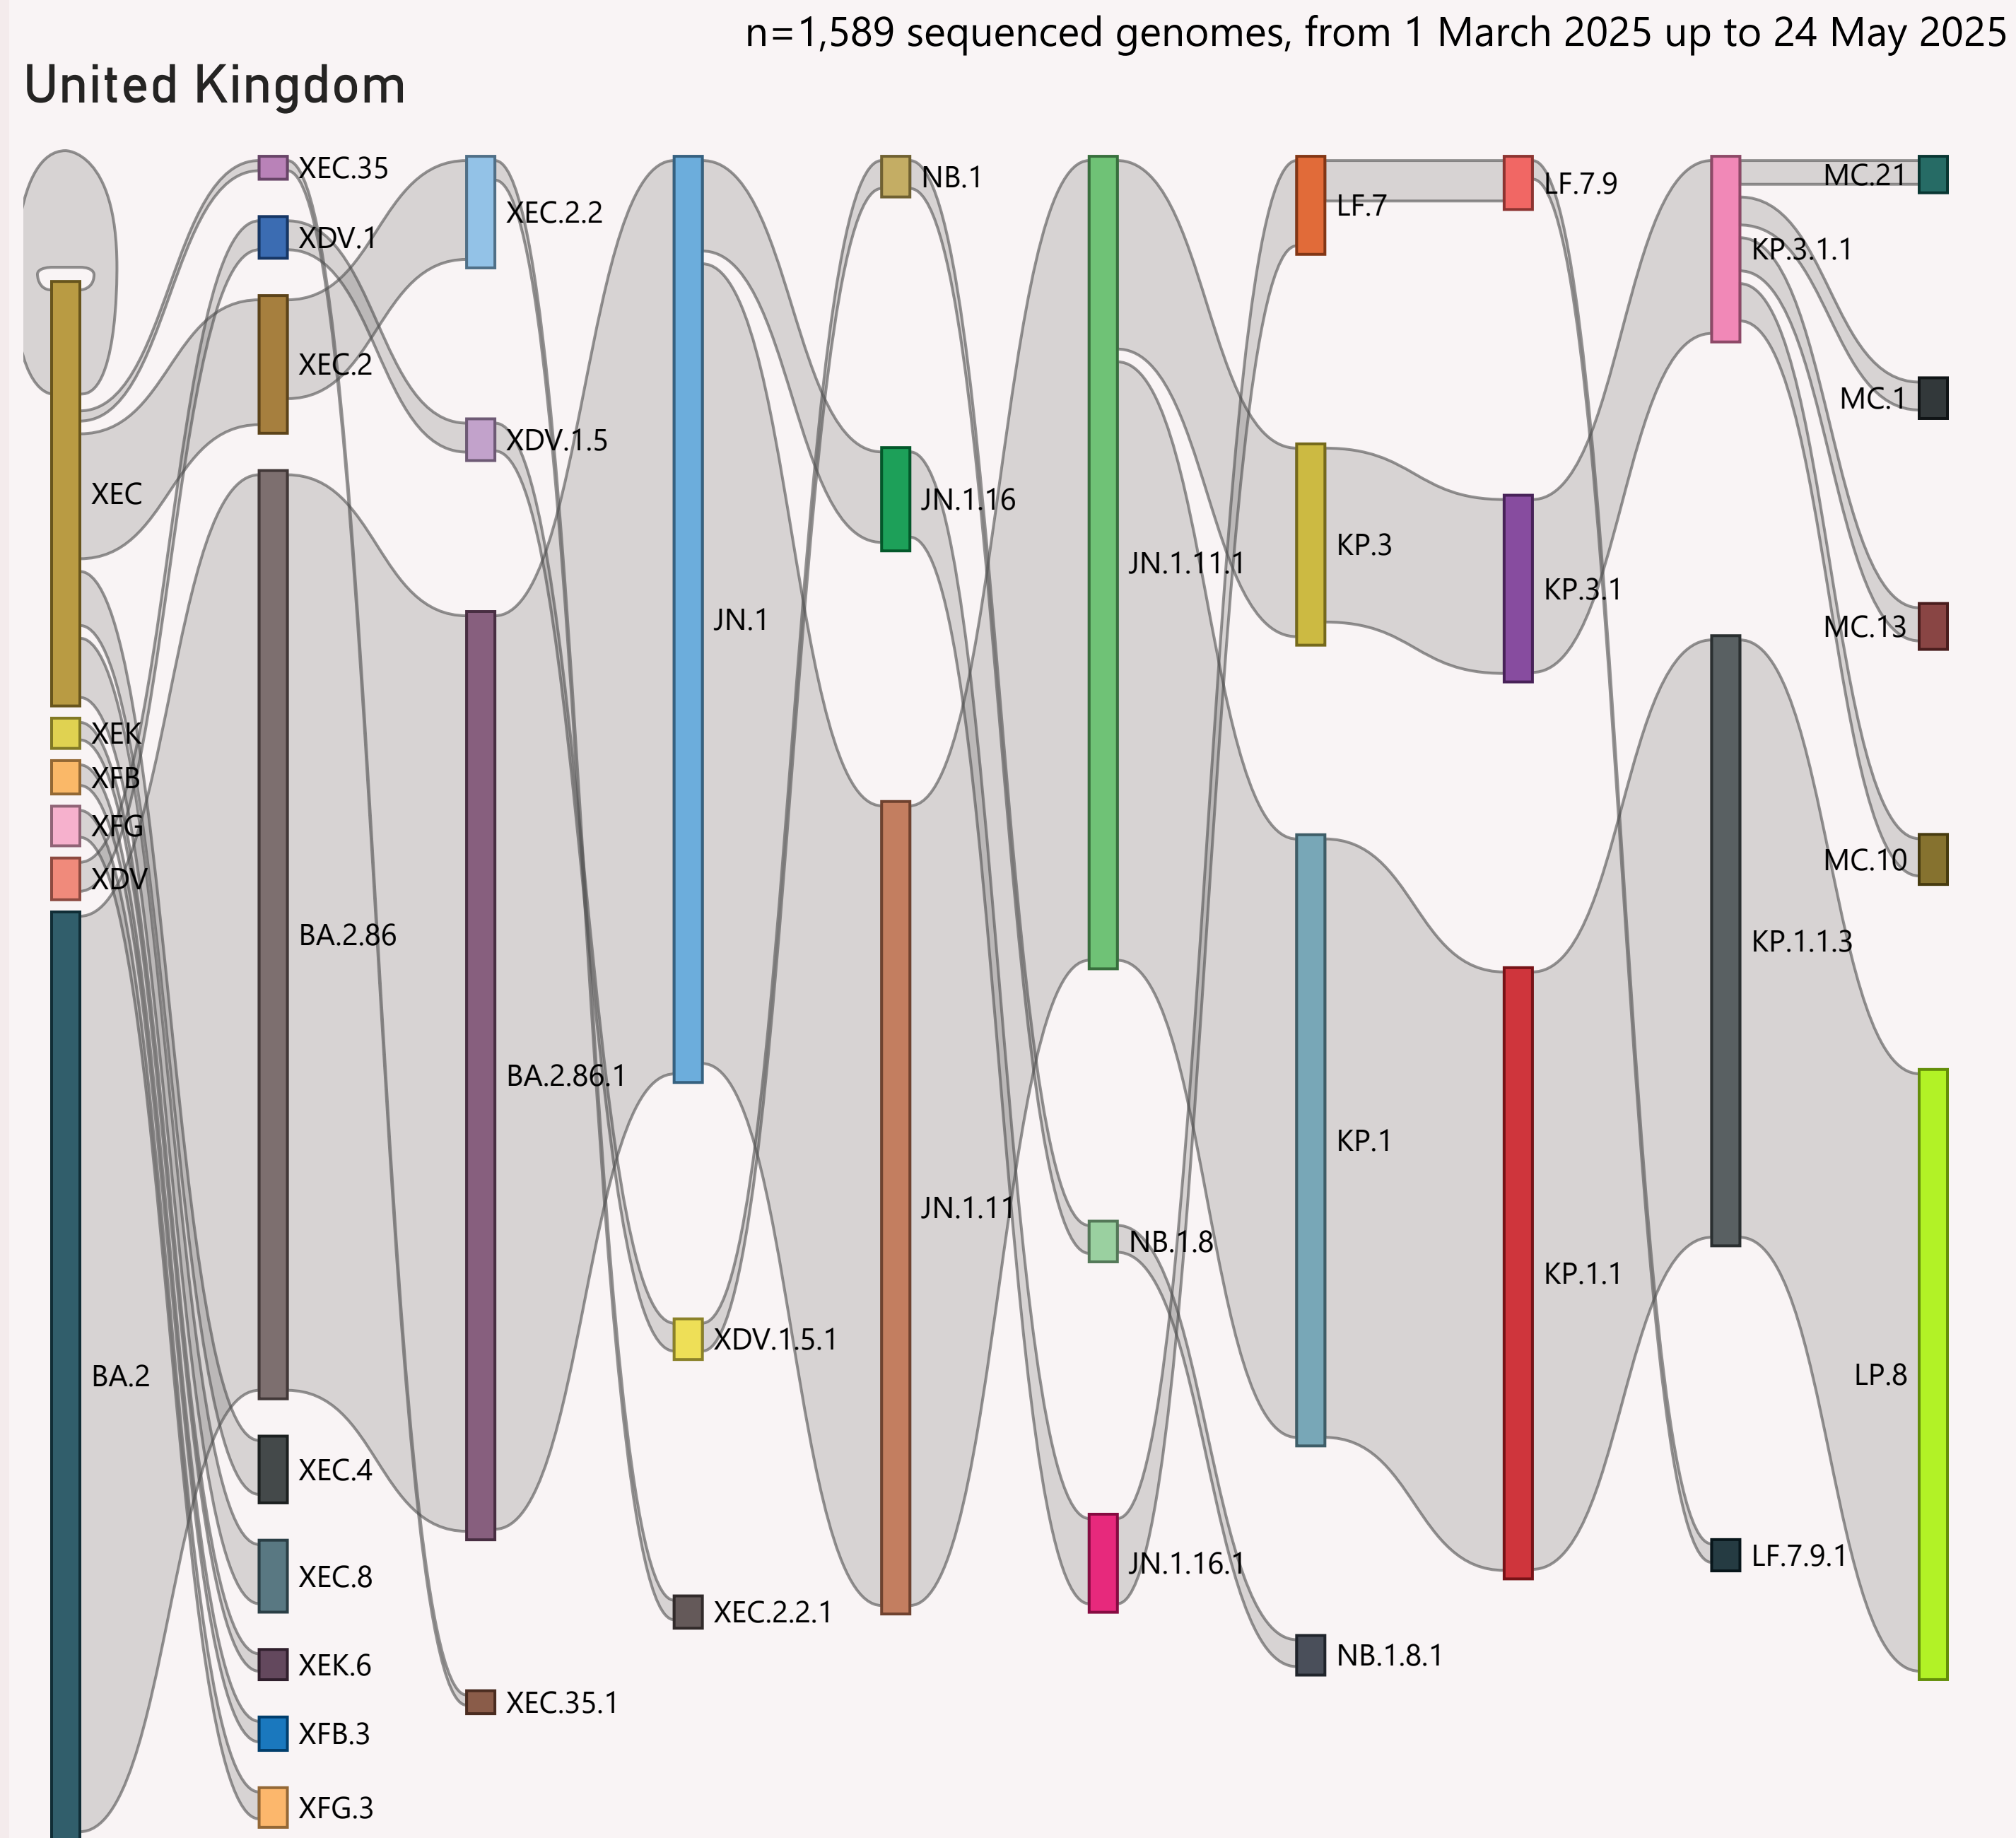 n=1,589 sequenced genomes, from 1 March 2025 up to 24 May 2025
United Kingdom
XEC
XEK
XFB
XFG
XDV
BA.2
XEC.35
XDV.1
XEC.2
BA.2.86
XEC.4
XEC.8
XEK.6
XFB.3
XFG.3
XEC.2.2
XDV.1.5
BA.2.86.1
XEC.35.1
JN.1
XDV.1.5.1
XEC.2.2.1
NB.1
JN.1.16
JN.1.11
JN.1.11.1
NB.1.8
JN.1.16.1
LF.7
KP.3
KP.1
NB.1.8.1
LF.7.9
KP.3.1
KP.1.1
KP.3.1.1
KP.1.1.3
LF.7.9.1
MC.21
MC.1
MC.13
MC.10
LP.8